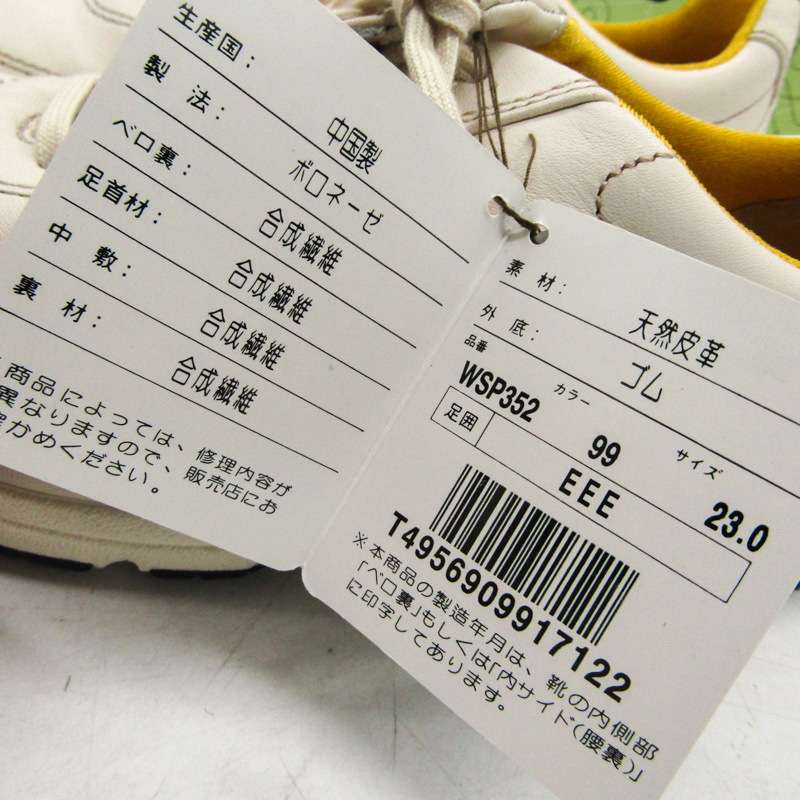 生産国: 中国製
製 法: ボロネーゼ
ベロ裏: 合成繊維
足首材: 合成繊維
中 敷: 合成繊維
裏 材: 合成繊維
商品によっては、修理内容が
異なりますので、販売店にお
確かめください。
素 材: 天然皮革
外 底: ゴム
品番 カラー サイズ
WSP352 99 23.0
足囲 EEE
T4956909917122
※本商品の製造年月は、靴の内側部
「ベロ裏」もしくは「内サイド(腰裏)」
に印字してあります。